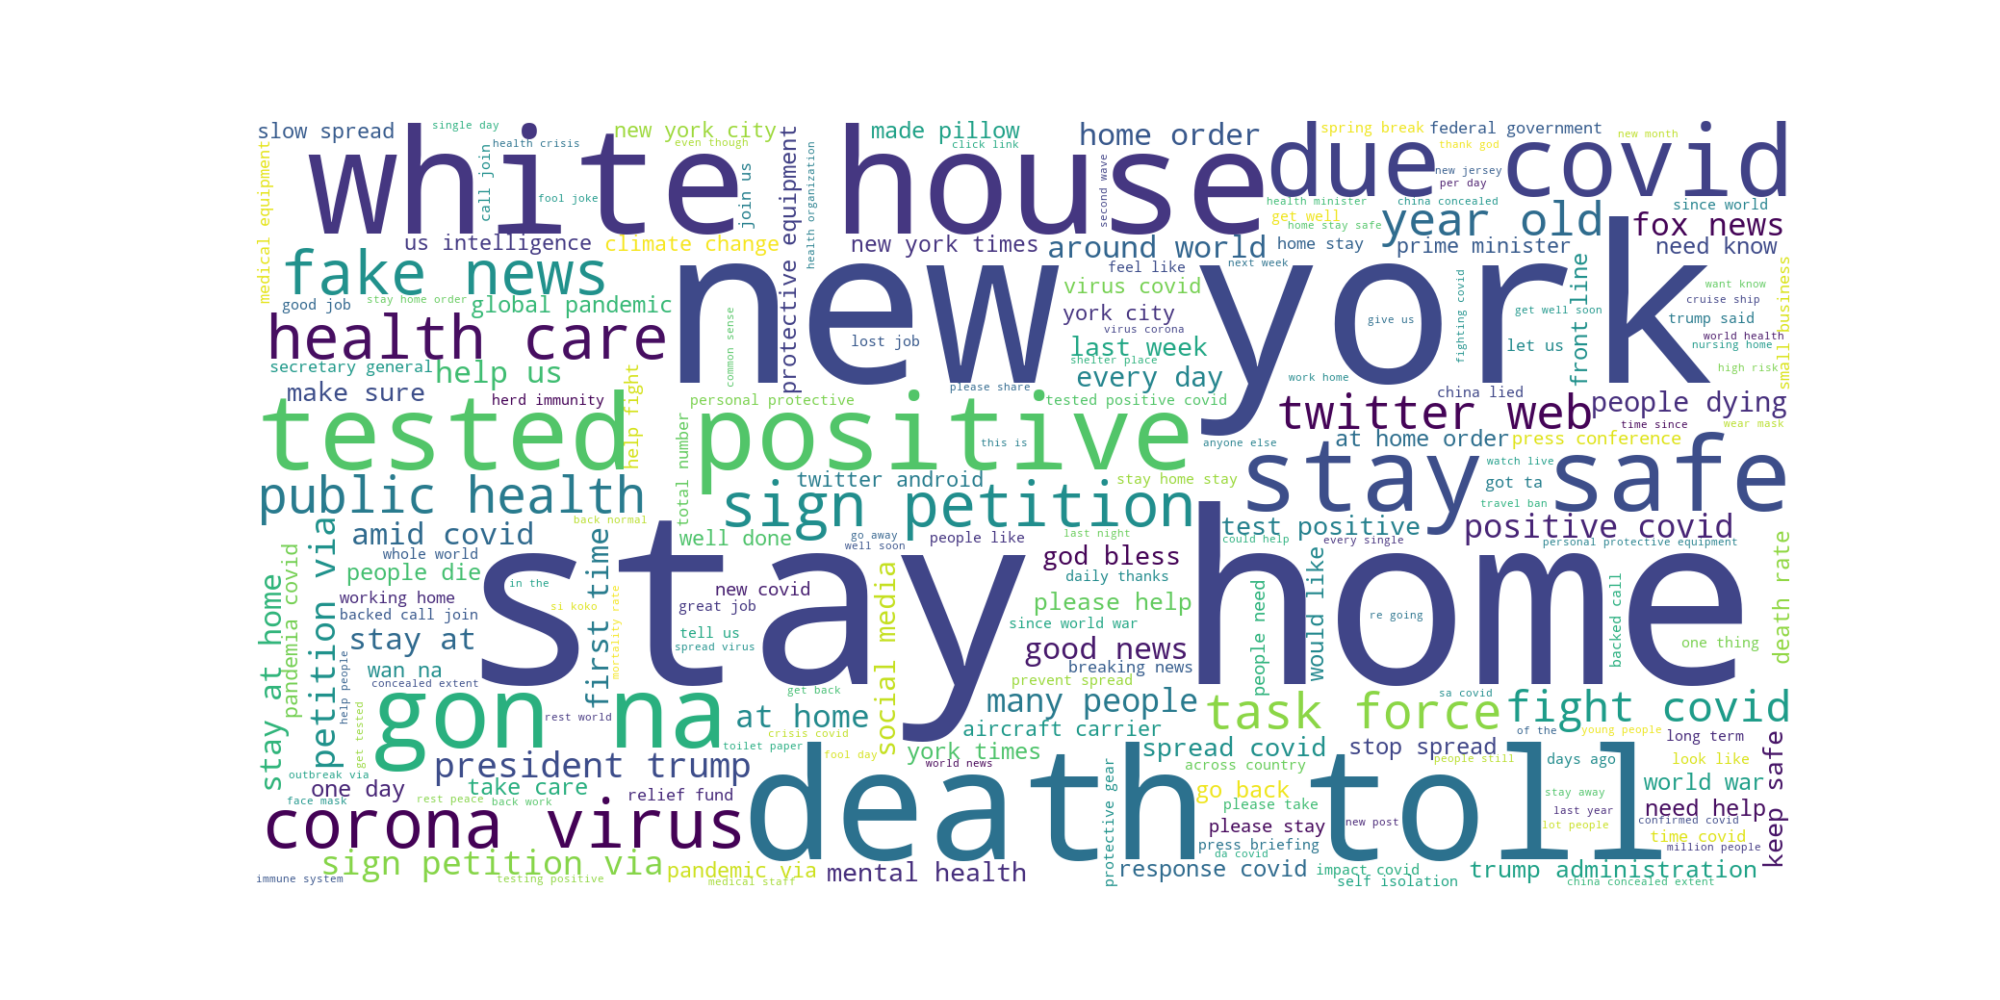 slow spread
single day
health crisis
new york city
even though
made pillow
click link
home order
spring break
federal government
new month
thank god
white house
due covid
medical equipment
call join
fool joke
join us
protective equipment
health organization
second wave
new jersey
per day
health minister
china concealed
since world
get well
home stay safe
year old
fox news
us intelligence
climate change
new york times
around world
home stay
prime minister
need know
fake news
new york
feel like
next week
good job
stay home order
global pandemic
virus covid
york city
virus corona
give us
fighting covid
get well soon
front line
want know
cruise ship
trump said
small business
world health
nursing home
let us
health care
common sense
lost job
last week
shelter place
high risk
secretary general
help us
every day
work home
make sure
herd immunity
help fight
personal protective
please share
tested positive covid
china lied
twitter web
people dying
time since
wear mask
tested positive
this is
anyone else
at home order
press conference
total number
twitter android
stay home stay
stay safe
watch live
got ta
travel ban
public health
sign petition
amid covid
back normal
well done
go away
well soon
people like
last night
test positive
could help
every single
positive covid
personal protective equipment
petition via
whole world
people die
in the
god bless
daily thanks
stay home
death rate
stay at home
pandemia covid
working home
backed call join
first time
si koko
mortality rate
new covid
great job
social media
please help
since world war
people need
would like
re going
backed call
one thing
stay at
tell us
spread virus
good news
breaking news
wan na
concealed extent
help people
prevent spread
get back
many people
sa covid
gon na
rest world
at home
task force
fight covid
get tested
toilet paper
crisis covid
aircraft carrier
of the
young people
long term
president trump
fool day
york times
world news
spread covid
across country
stop spread
people still
days ago
look like
outbreak via
one day
take care
relief fund
death toll
protective gear
go back
world war
keep safe
face mask
rest peace
back work
please take
stay away
last year
need help
corona virus
please stay
new post
lot people
confirmed covid
press briefing
da covid
time covid
million people
sign petition via
pandemic via
mental health
response covid
impact covid
self isolation
trump administration
immune system
testing positive
medical staff
china concealed extent